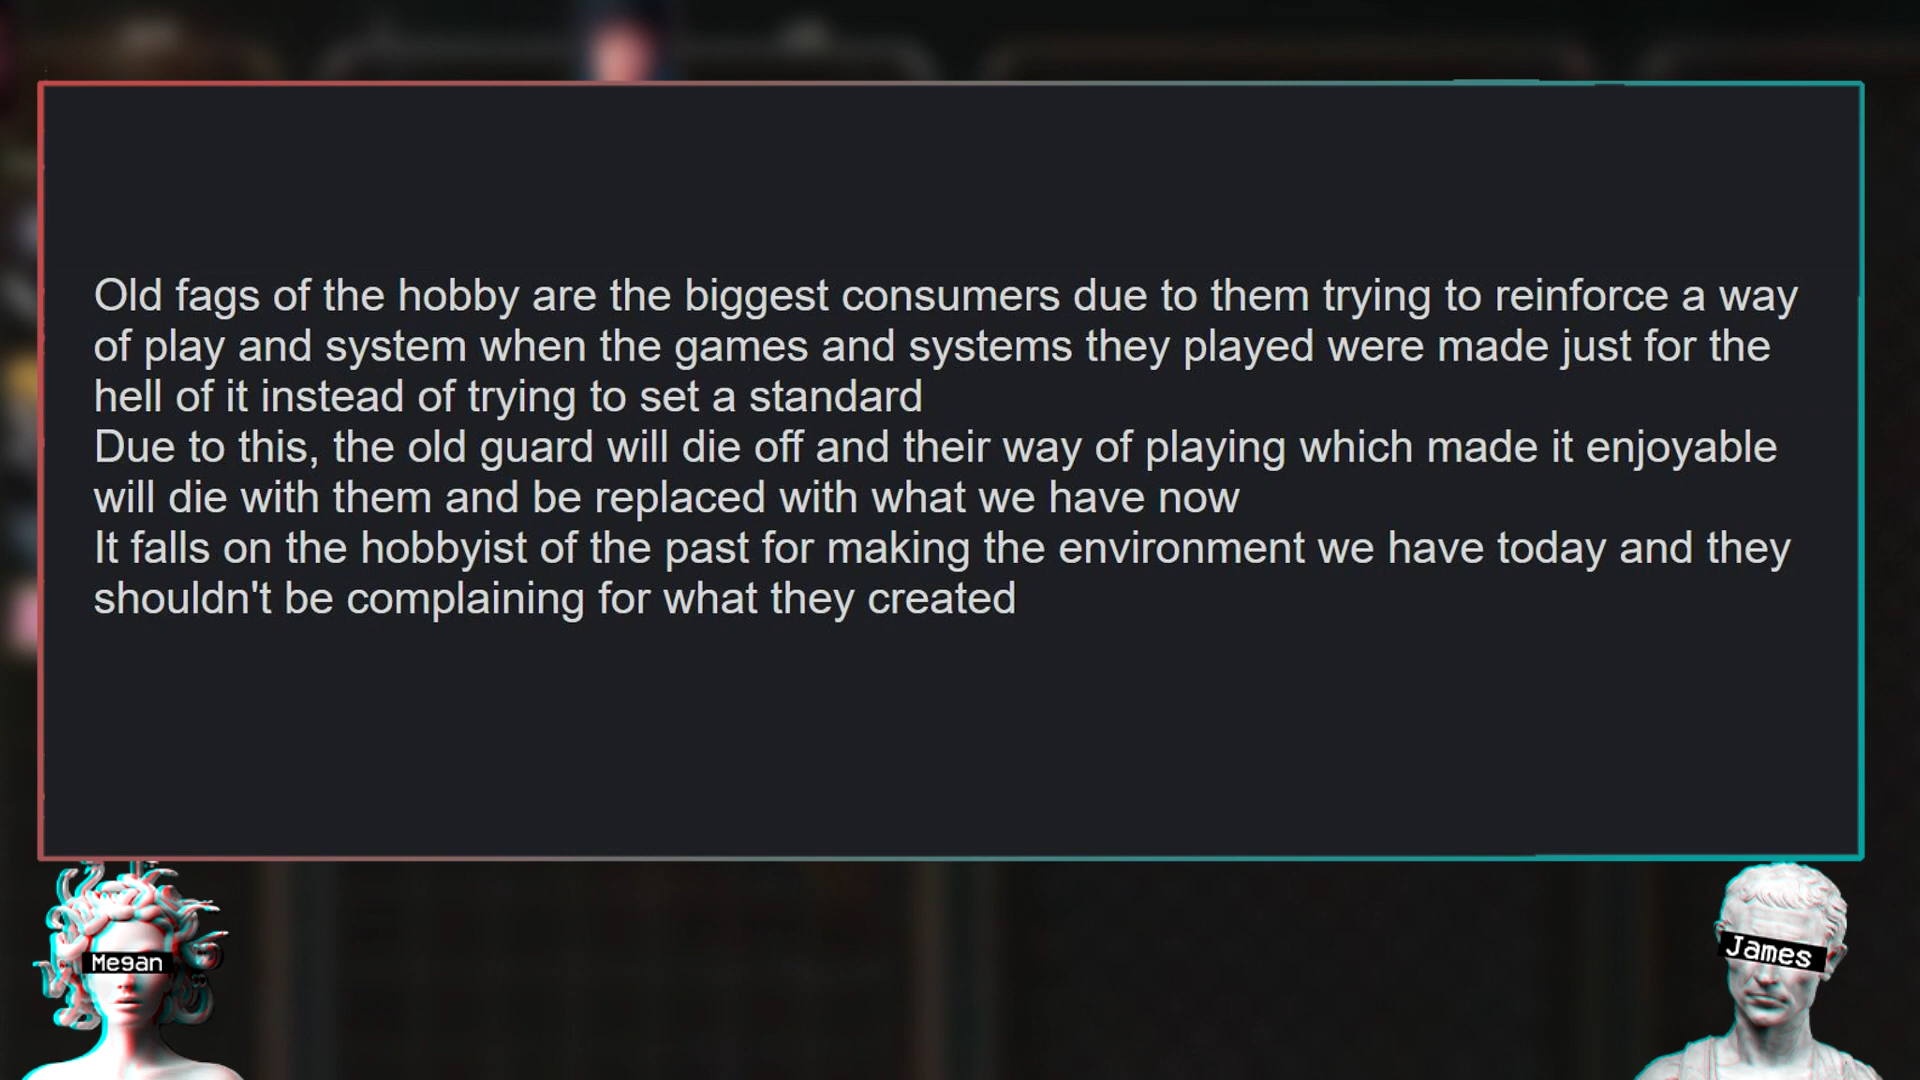 Old fags of the hobby are the biggest consumers due to them trying to reinforce a way
of play and system when the games and systems they played were made just for the
hell of it instead of trying to set a standard
Due to this, the old guard will die off and their way of playing which made it enjoyable
will die with them and be replaced with what we have now
It falls on the hobbyist of the past for making the environment we have today and they
shouldn't be complaining for what they created
Megan
James